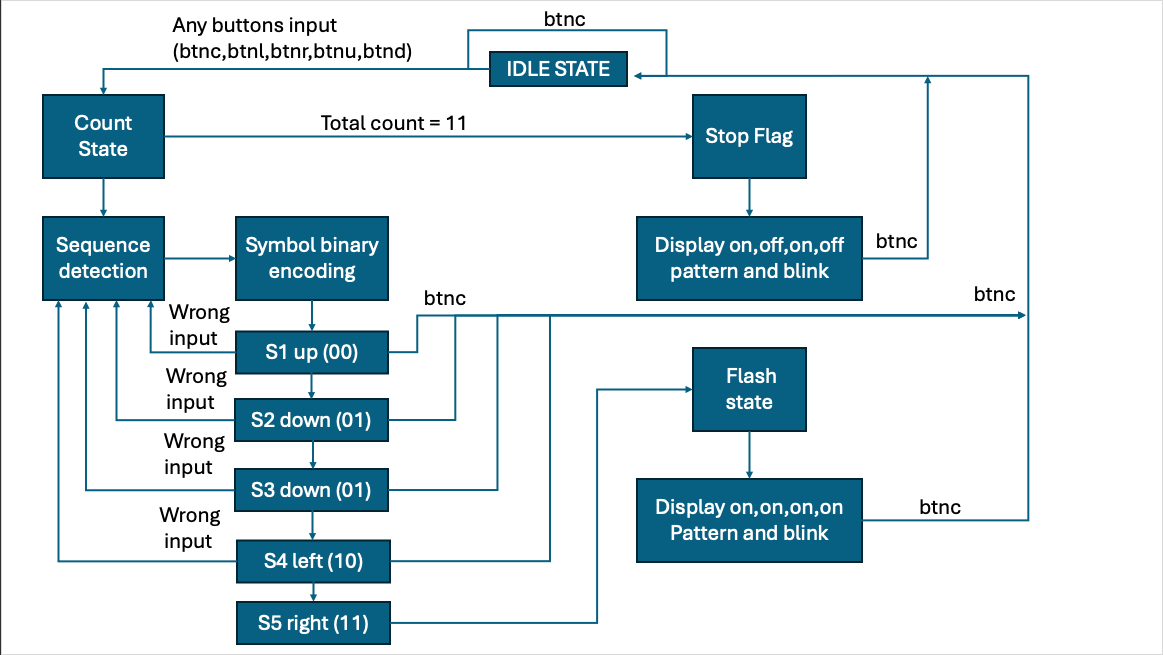 Any buttons input
(btnc,btnl,btnr,btnu,btnd)
btnc
IDLE STATE
Count
State
Total count = 11
Stop Flag
Sequence
detection
Symbol binary
encoding
Display on,off,on,off
pattern and blink
btnc
Wrong
input
btnc
btnc
S1 up (00)
Wrong
input
S2 down (01)
Flash
state
Wrong
input
S3 down (01)
Wrong
input
S4 left (10)
Display on,on,on,on
Pattern and blink
btnc
S5 right (11)